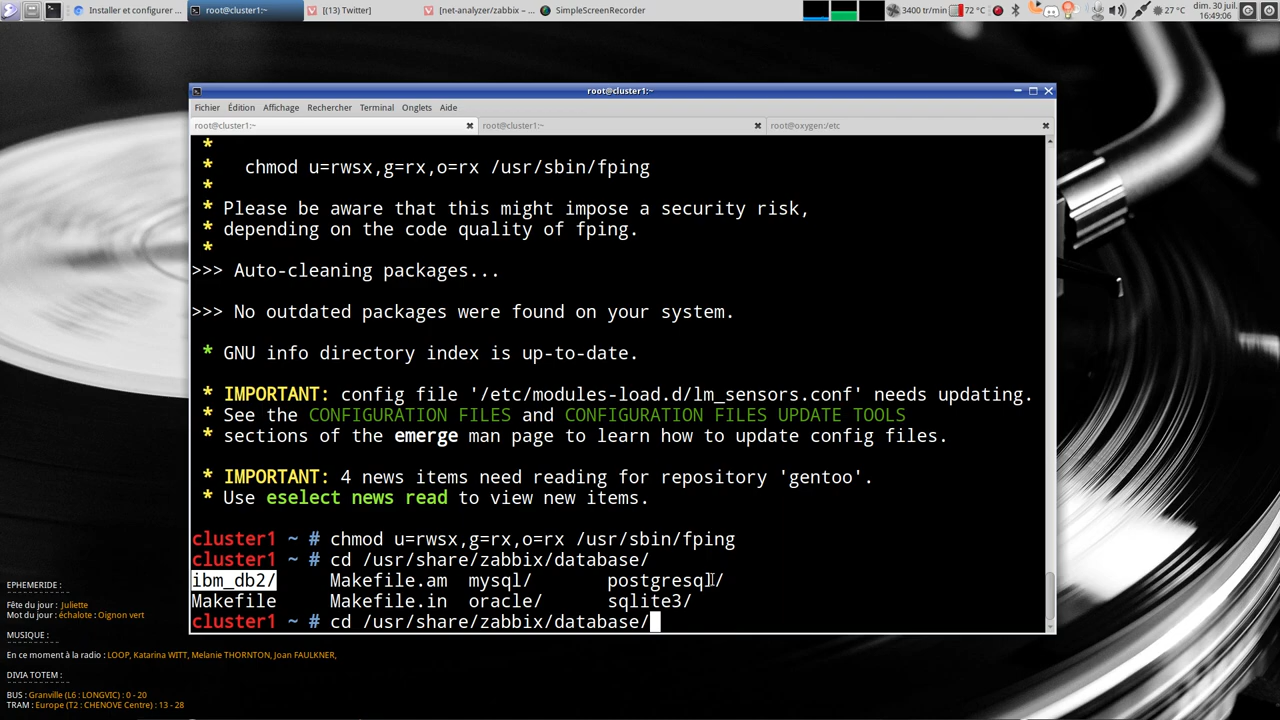 Installer et configurer ...
root@cluster1:~
[(13) Twitter]
[net-analyzer/zabbix – ...
SimpleScreenRecorder
3400 tr/min
72 °C
27 °C
dim. 30 juil.
16:49:06
root@cluster1:~
Fichier Édition Affichage Rechercher Terminal Onglets Aide
root@cluster1:~
root@cluster1:~
root@oxygen:/etc
*
* chmod u=rwsx,g=rx,o=rx /usr/sbin/fping
*
* Please be aware that this might impose a security risk,
* depending on the code quality of fping.
*
>>> Auto-cleaning packages...
>>> No outdated packages were found on your system.
* GNU info directory index is up-to-date.
* IMPORTANT: config file '/etc/modules-load.d/lm_sensors.conf' needs updating.
* See the CONFIGURATION FILES and CONFIGURATION FILES UPDATE TOOLS
* sections of the emerge man page to learn how to update config files.
* IMPORTANT: 4 news items need reading for repository 'gentoo'.
* Use eselect news read to view new items.
cluster1 ~ # chmod u=rwsx,g=rx,o=rx /usr/sbin/fping
cluster1 ~ # cd /usr/share/zabbix/database/
ibm_db2/ Makefile.am mysql/ postgresql/
Makefile Makefile.in oracle/ sqlite3/
cluster1 ~ # cd /usr/share/zabbix/database/
EPHEMERIDE :
Fête du jour : Juliette
Mot du jour : échalote : Oignon vert
MUSIQUE :
En ce moment à la radio : LOOP, Katarina WITT, Melanie THORNTON, Joan FAULKNER,
DIVIA TOTEM :
BUS : Granville (L6 : LONGVIC) : 0 - 20
TRAM : Europe (T2 : CHENOVE Centre) : 13 - 28